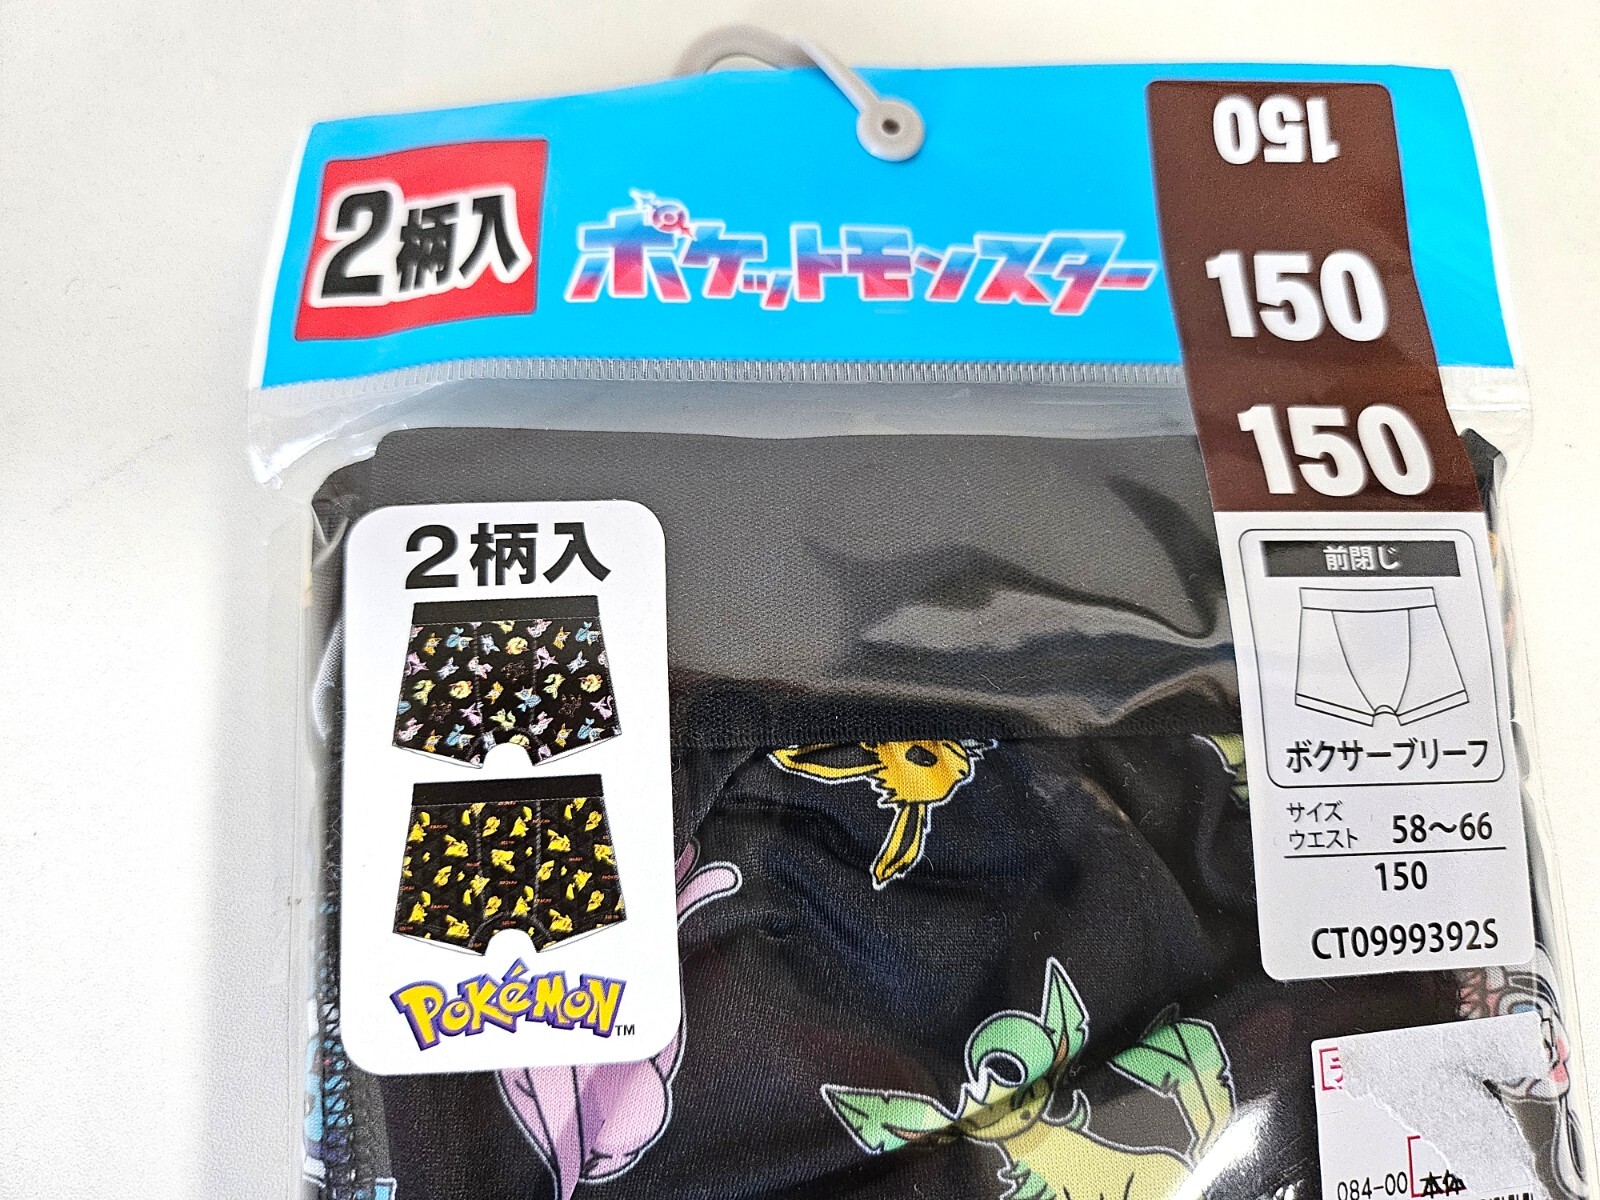 2柄入
ポケットモンスター
150
150
150
2柄入
POKéMON
TM
前閉じ
ボクサーブリーフ
サイズ
ウエスト 58〜66
150
CT0999392S
084-00
本体